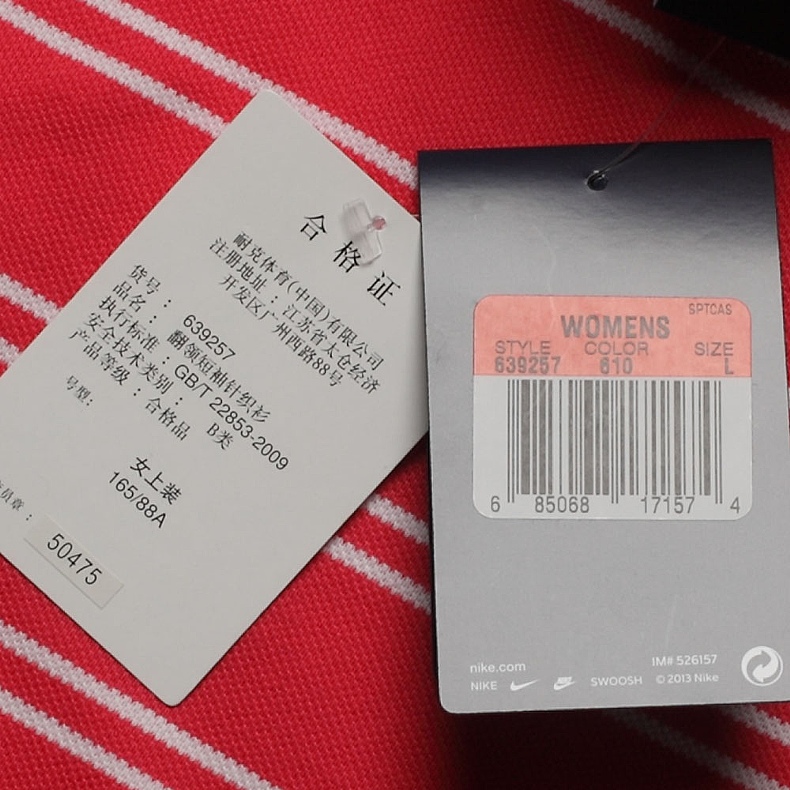 合格证
耐克体育(中国)有限公司
注册地址：江苏省太仓经济
开发区广州西路88号
货号： 639257
品名： 翻领短袖针织衫
执行标准：GB/T 22853-2009
安全技术类别： B类
产品等级：合格品
号型:
女上装
165/88A
员章：
50475
SPTCAS
WOMENS
STYLE COLOR SIZE
639257 610 L
6 85068 17157 4
nike.com
IM# 526157
NIKE SWOOSH © 2013 Nike